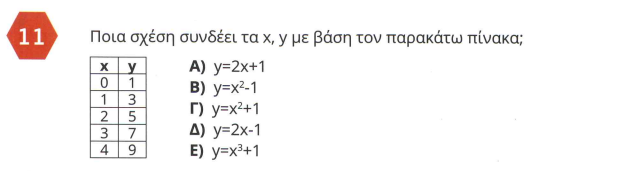 11
Ποια σχέση συνδέει τα x, y με βάση τον παρακάτω πίνακα;
x y
0 1
1 3
2 5
3 7
4 9
Α) y=2x+1
Β) y=x²-1
Γ) y=x²+1
Δ) y=2x-1
Ε) y=x³+1